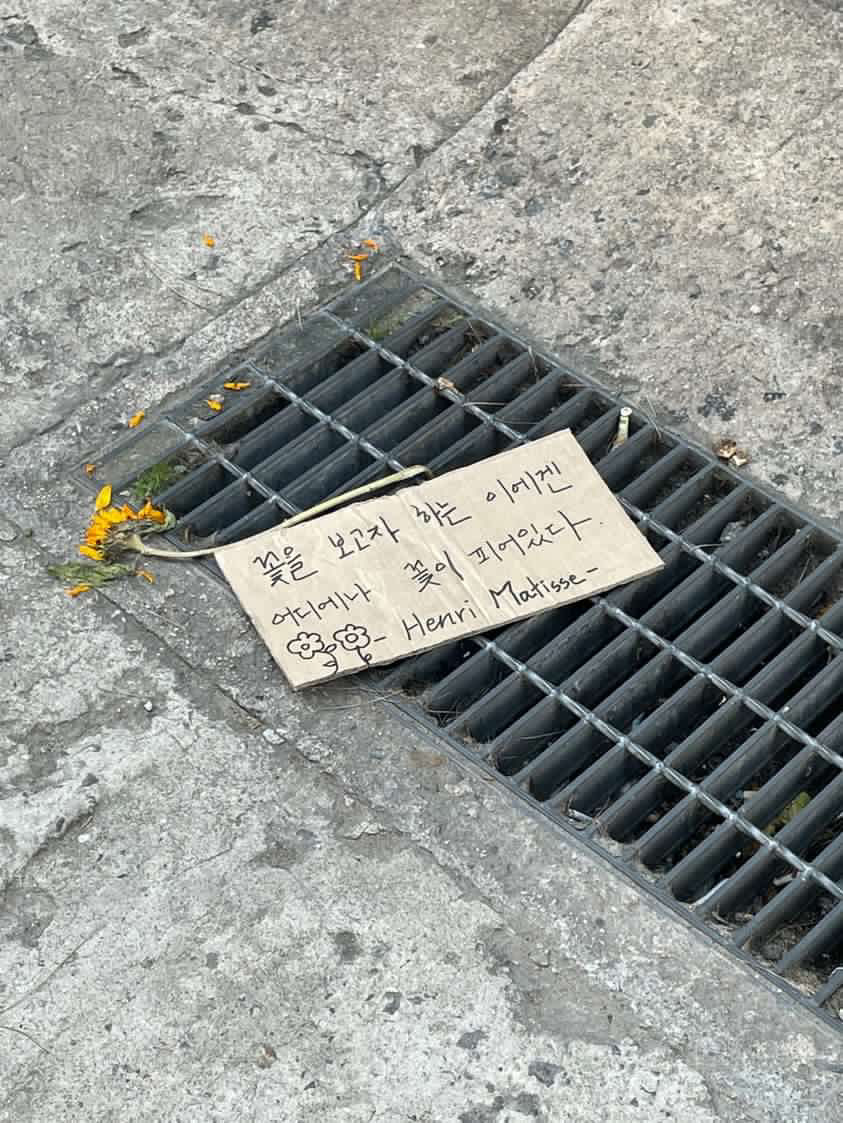 꽃을 보고자 하는 이에겐
어디에나 꽃이 피어있다.
- Henri Matisse -